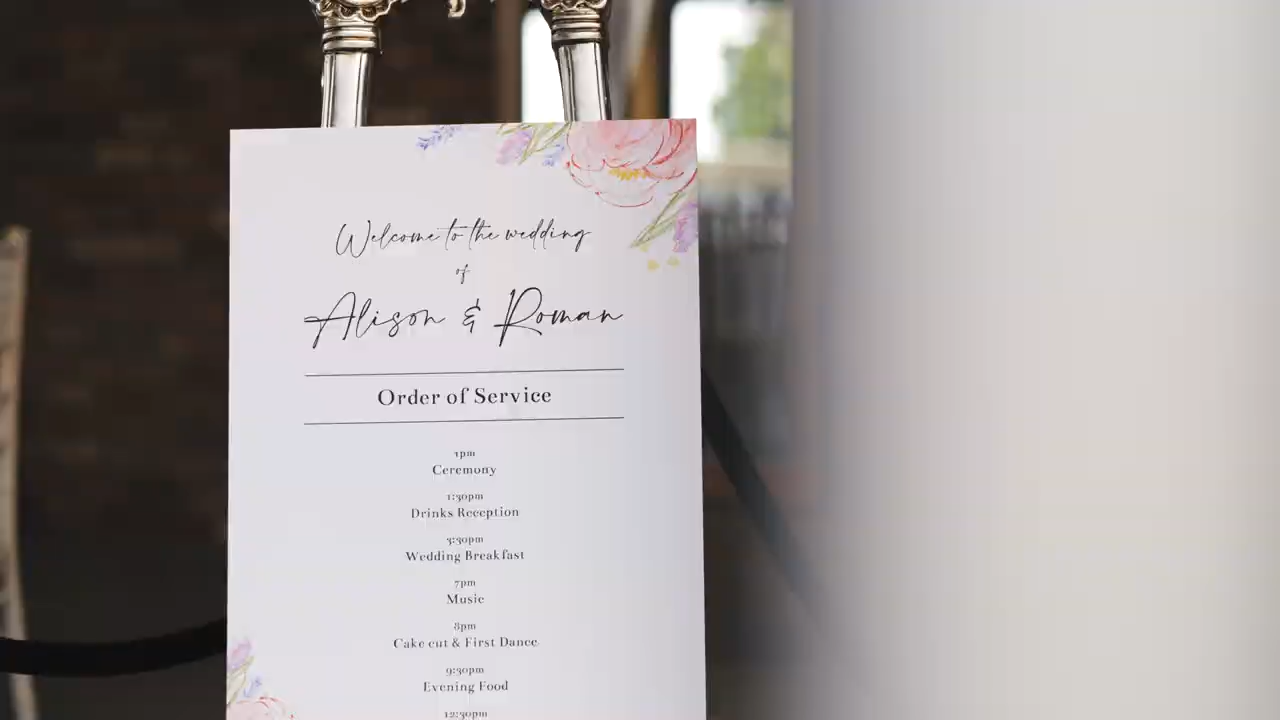 Welcome to the wedding
of
Alison & Roman
Order of Service
1pm
Ceremony
1:30pm
Drinks Reception
3:30pm
Wedding Breakfast
7pm
Music
8pm
Cake cut & First Dance
9:30pm
Evening Food
12:30pm